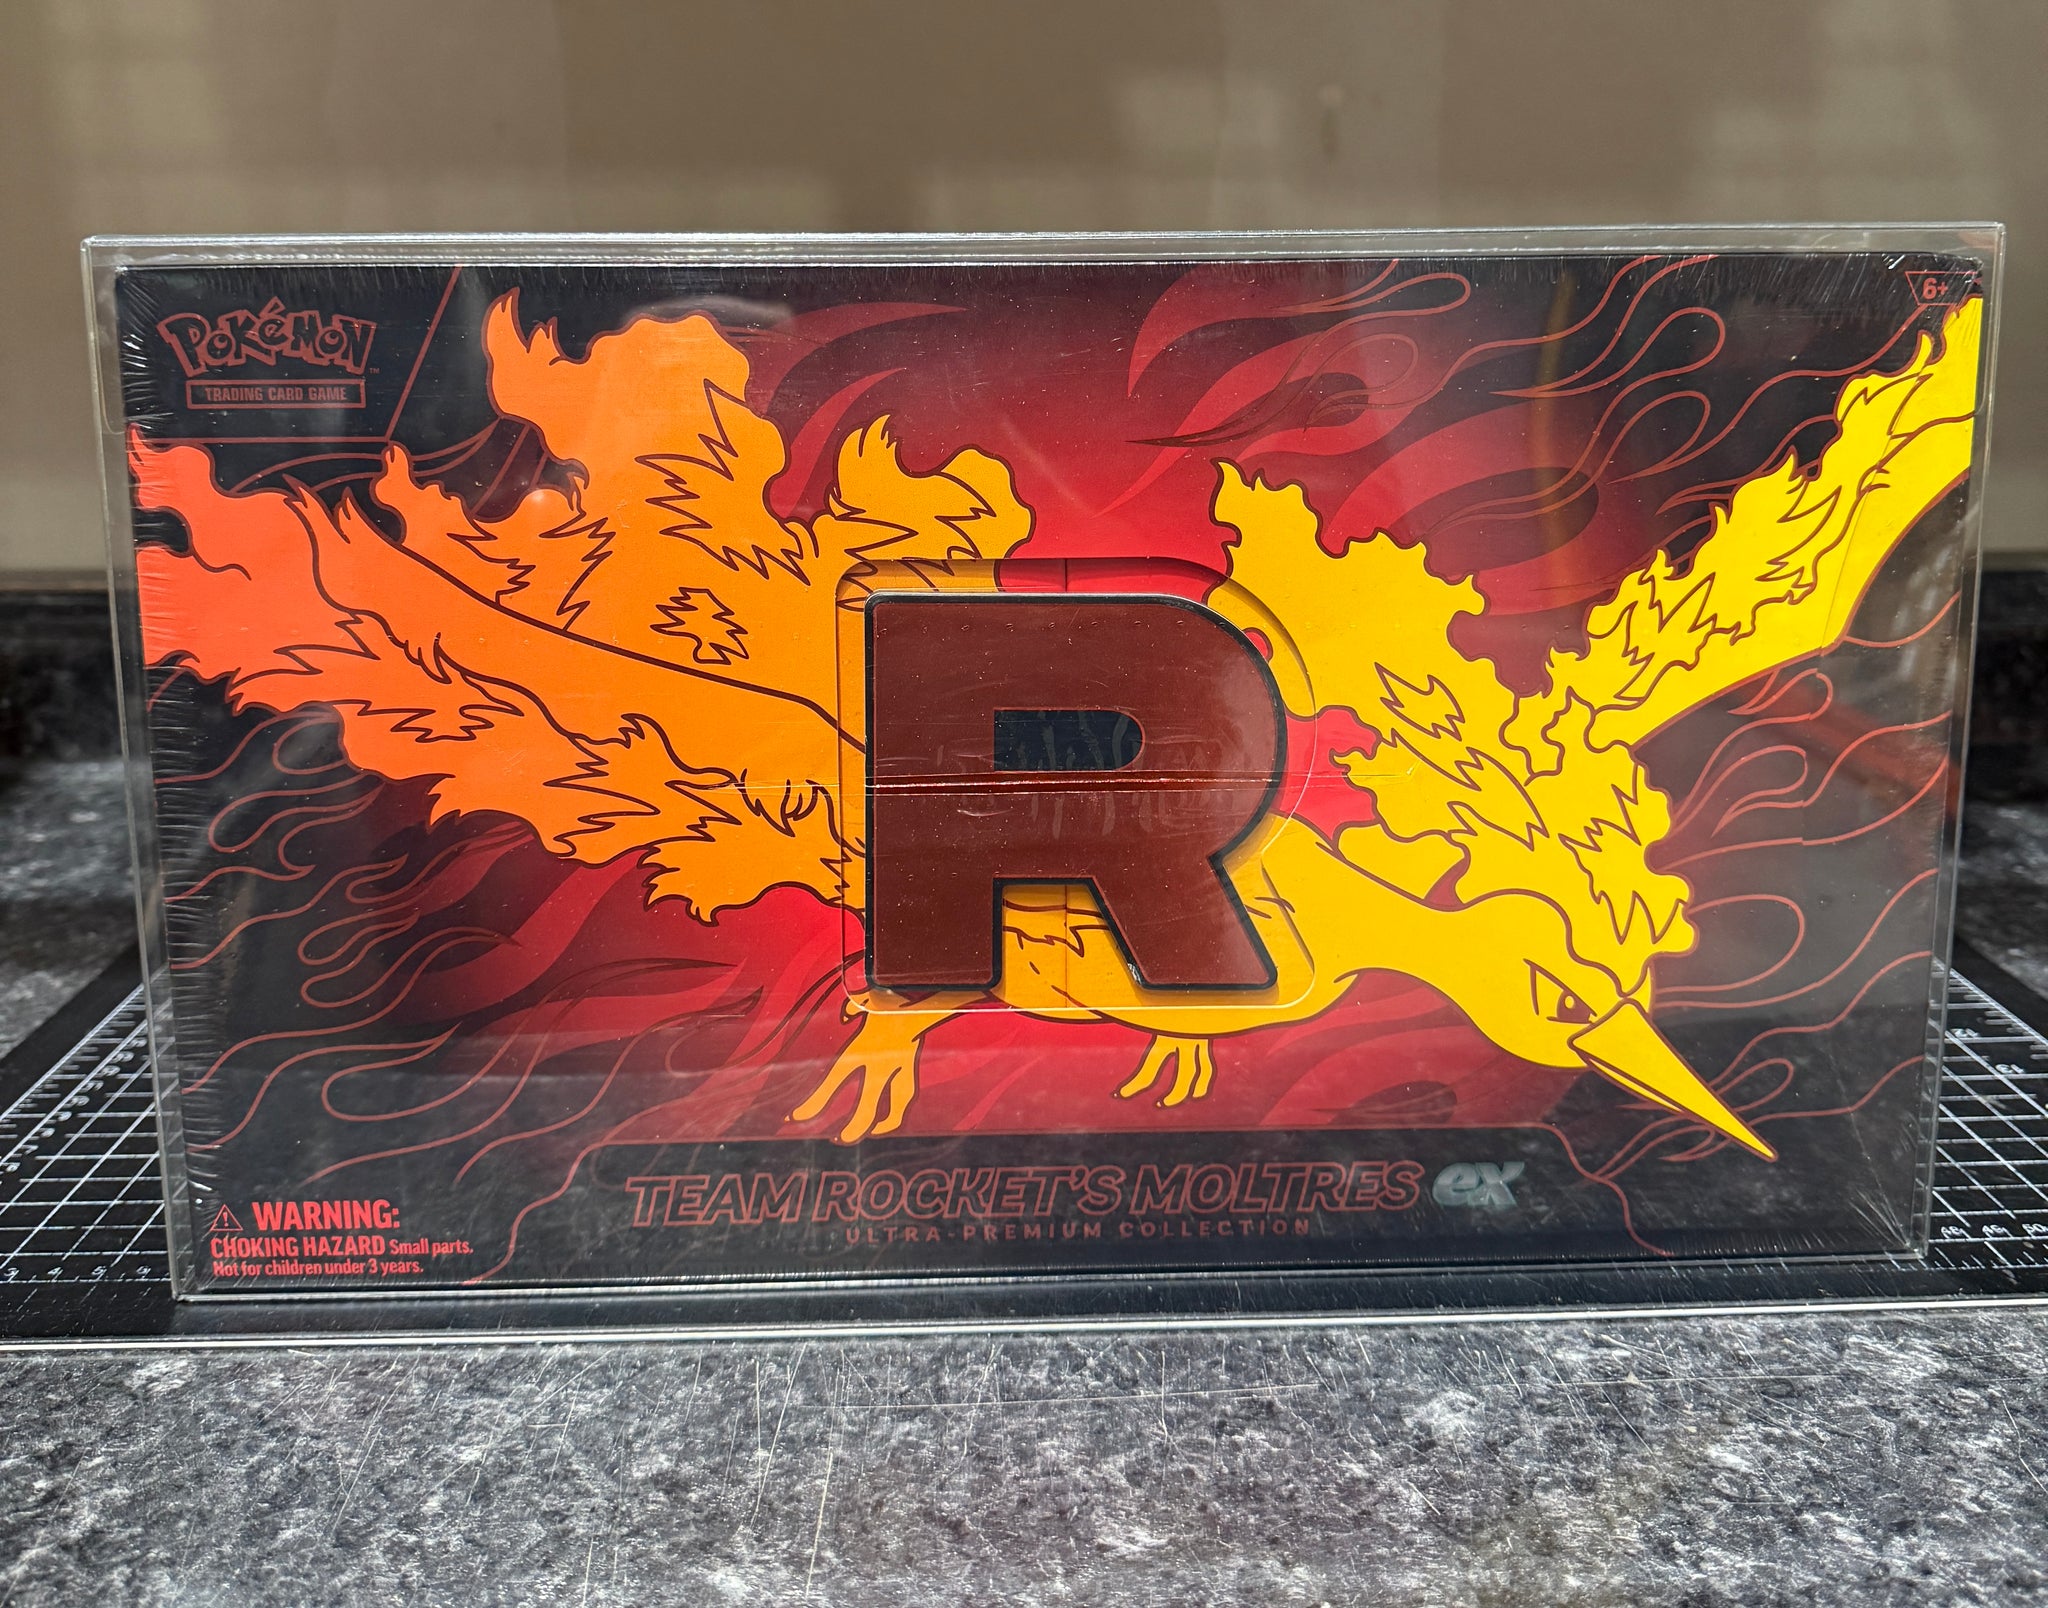 POKéMON™
TRADING CARD GAME
6+
R
TEAM ROCKET'S MOLTRES ex
ULTRA-PREMIUM COLLECTION
WARNING:
CHOKING HAZARD Small parts.
Not for children under 3 years.